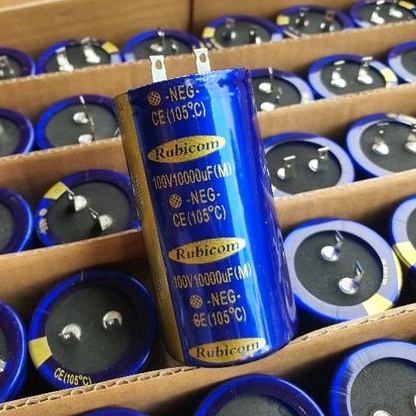 -NEG-
CE(105°C)
Rubicom
100V10000uF(M)
-NEG-
CE(105°C)
Rubicom
100V10000uF(M)
-NEG-
CE(105°C)
Rubicom
CE(105°C)